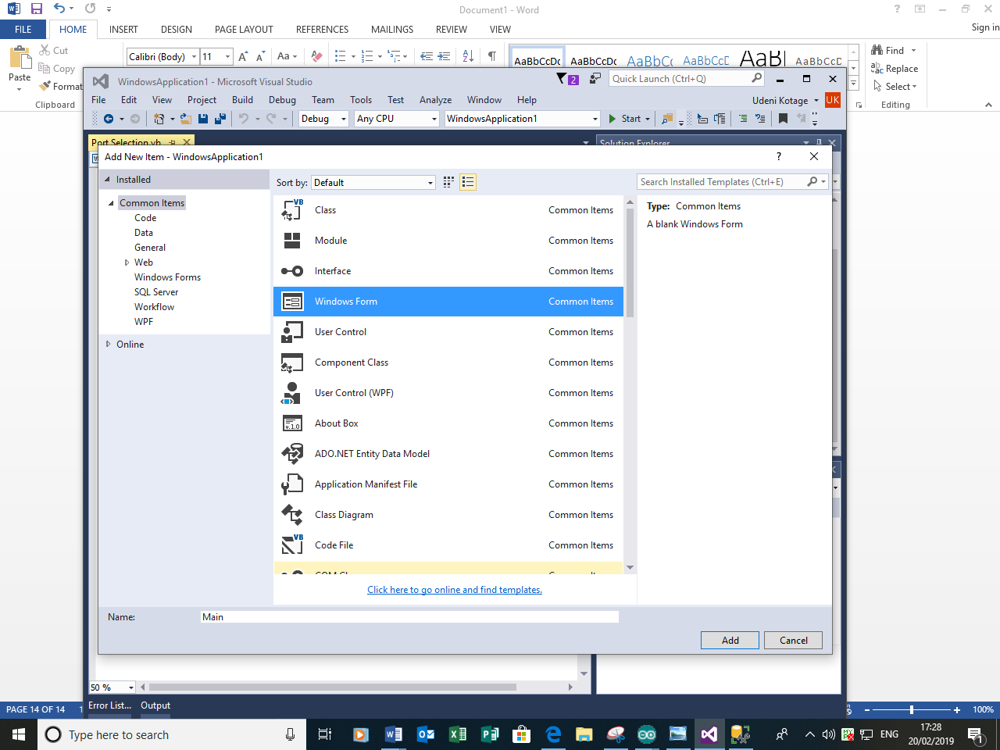 Document1 - Word
Sign in
FILE HOME INSERT DESIGN PAGE LAYOUT REFERENCES MAILINGS REVIEW VIEW
Paste
Cut
Copy
Format
Clipboard
Calibri (Body) 11
Aa
AaBbCcDc AaBbCcDc AaBbCc AaBbCcD AaB AaBbCcD
Find
Replace
Select
Editing
WindowsApplication1 - Microsoft Visual Studio
2
Quick Launch (Ctrl+Q)
File Edit View Project Build Debug Team Tools Test Analyze Window Help
Udeni Kotage UK
Debug Any CPU WindowsApplication1 Start
Port Selection.vb
Solution Explorer
Add New Item - WindowsApplication1
Installed
Sort by: Default
Search Installed Templates (Ctrl+E)
Common Items
Code
Data
General
Web
Windows Forms
SQL Server
Workflow
WPF
Online
Class Common Items
Module Common Items
Interface Common Items
Windows Form Common Items
User Control Common Items
Component Class Common Items
User Control (WPF) Common Items
About Box Common Items
ADO.NET Entity Data Model Common Items
Application Manifest File Common Items
Class Diagram Common Items
Code File Common Items
Click here to go online and find templates.
Type: Common Items
A blank Windows Form
Name: Main
Add Cancel
50 %
Error List... Output
PAGE 14 OF 14
100%
Type here to search
ENG
17:28
20/02/2019
1